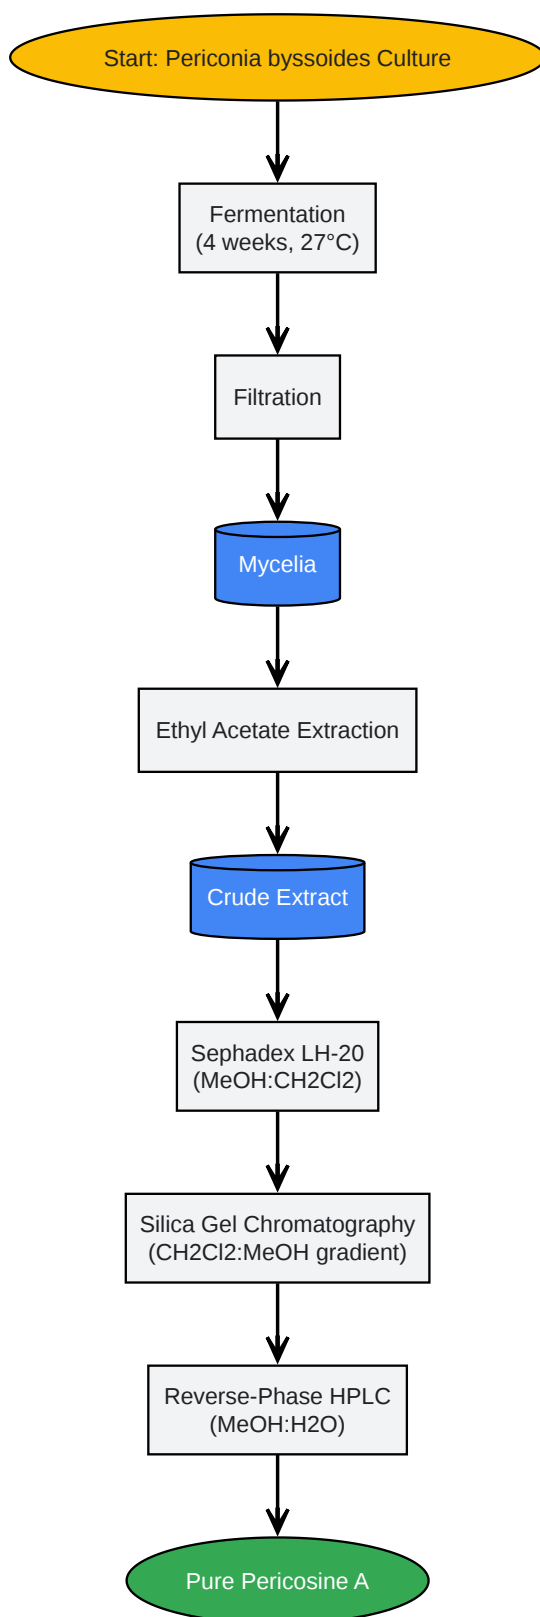 Start: Periconia byssoides Culture
Fermentation
(4 weeks, 27°C)
Filtration
Mycelia
Ethyl Acetate Extraction
Crude Extract
Sephadex LH-20
(MeOH:CH2Cl2)
Silica Gel Chromatography
(CH2Cl2:MeOH gradient)
Reverse-Phase HPLC
(MeOH:H2O)
Pure Pericosine A